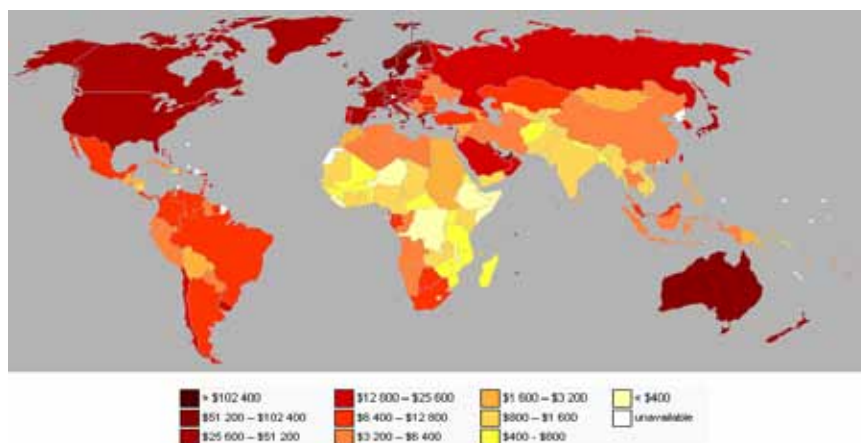 > $102 400
$51 200 – $102 400
$25 600 – $51 200
$12 800 – $25 600
$6 400 – $12 800
$3 200 – $6 400
$1 600 – $3 200
$800 – $1 600
$400 - $800
< $400
unavailable